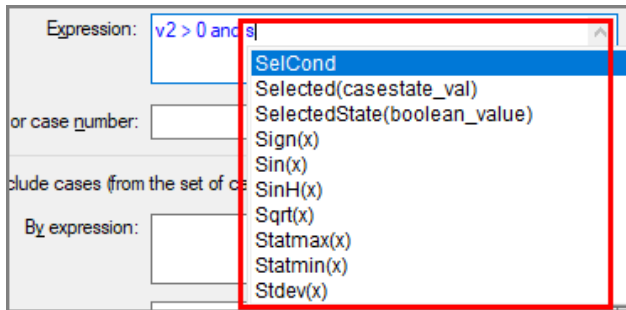 Expression: v2 > 0 and s
SelCond
Selected(casestate_val)
SelectedState(boolean_value)
or case number:
Sign(x)
Sin(x)
clude cases (from the set of ca
SinH(x)
Sqrt(x)
By expression:
Statmax(x)
Statmin(x)
Stdev(x)